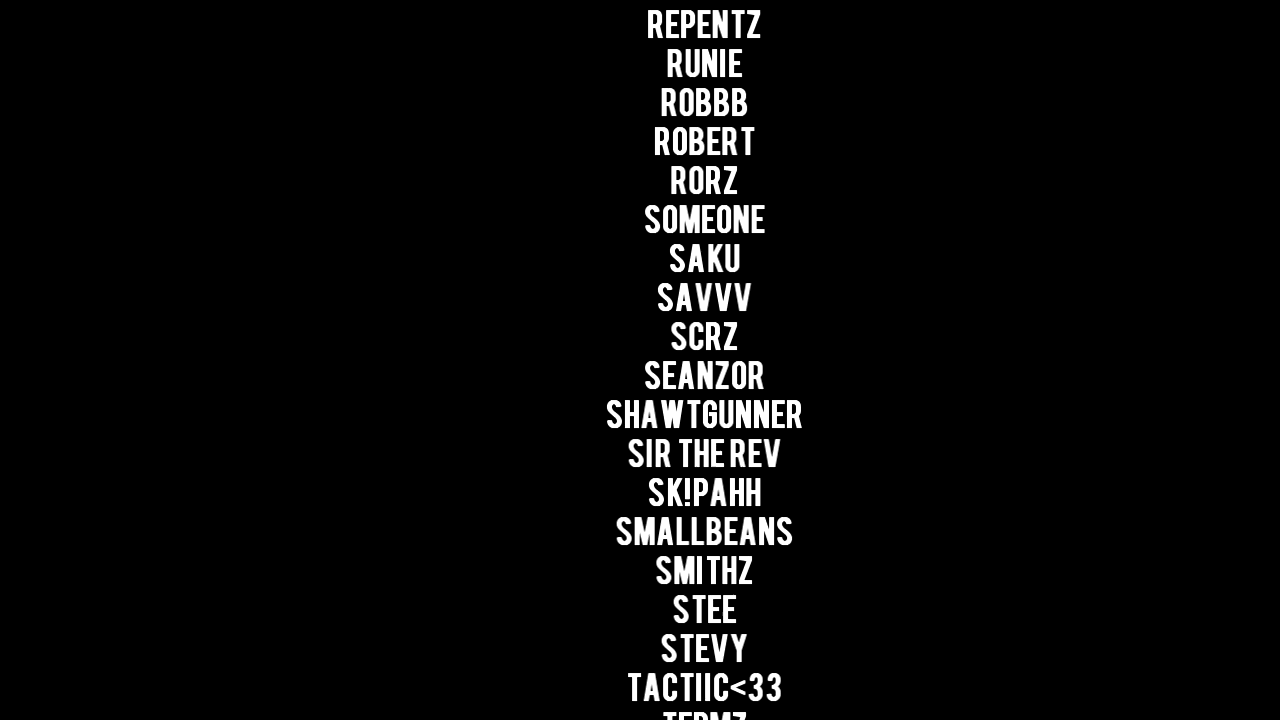 REPENTZ
RUNIE
ROBBB
ROBERT
RORZ
SOMEONE
SAKU
SAVVV
SCRZ
SEANZOR
SHAWTGUNNER
SIR THE REV
SK!PAHH
SMALLBEANS
SMITHZ
STEE
STEVY
TACTIIC<33